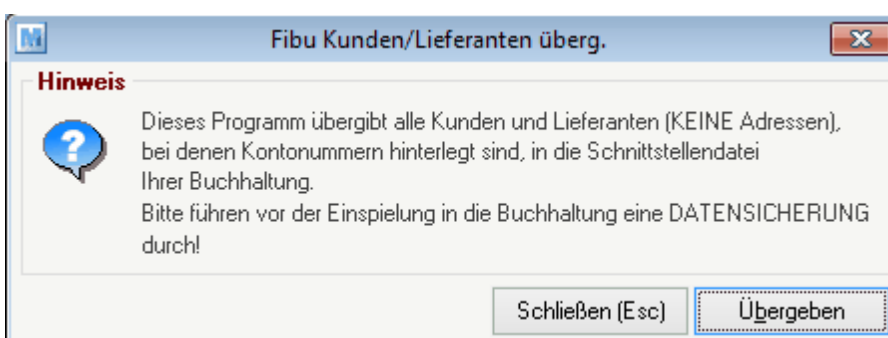 Fibu Kunden/Lieferanten überg.
Hinweis
Dieses Programm übergibt alle Kunden und Lieferanten (KEINE Adressen),
bei denen Kontonummern hinterlegt sind, in die Schnittstellendatei
Ihrer Buchhaltung.
Bitte führen vor der Einspielung in die Buchhaltung eine DATENSICHERUNG
durch!
Schließen (Esc) Übergeben